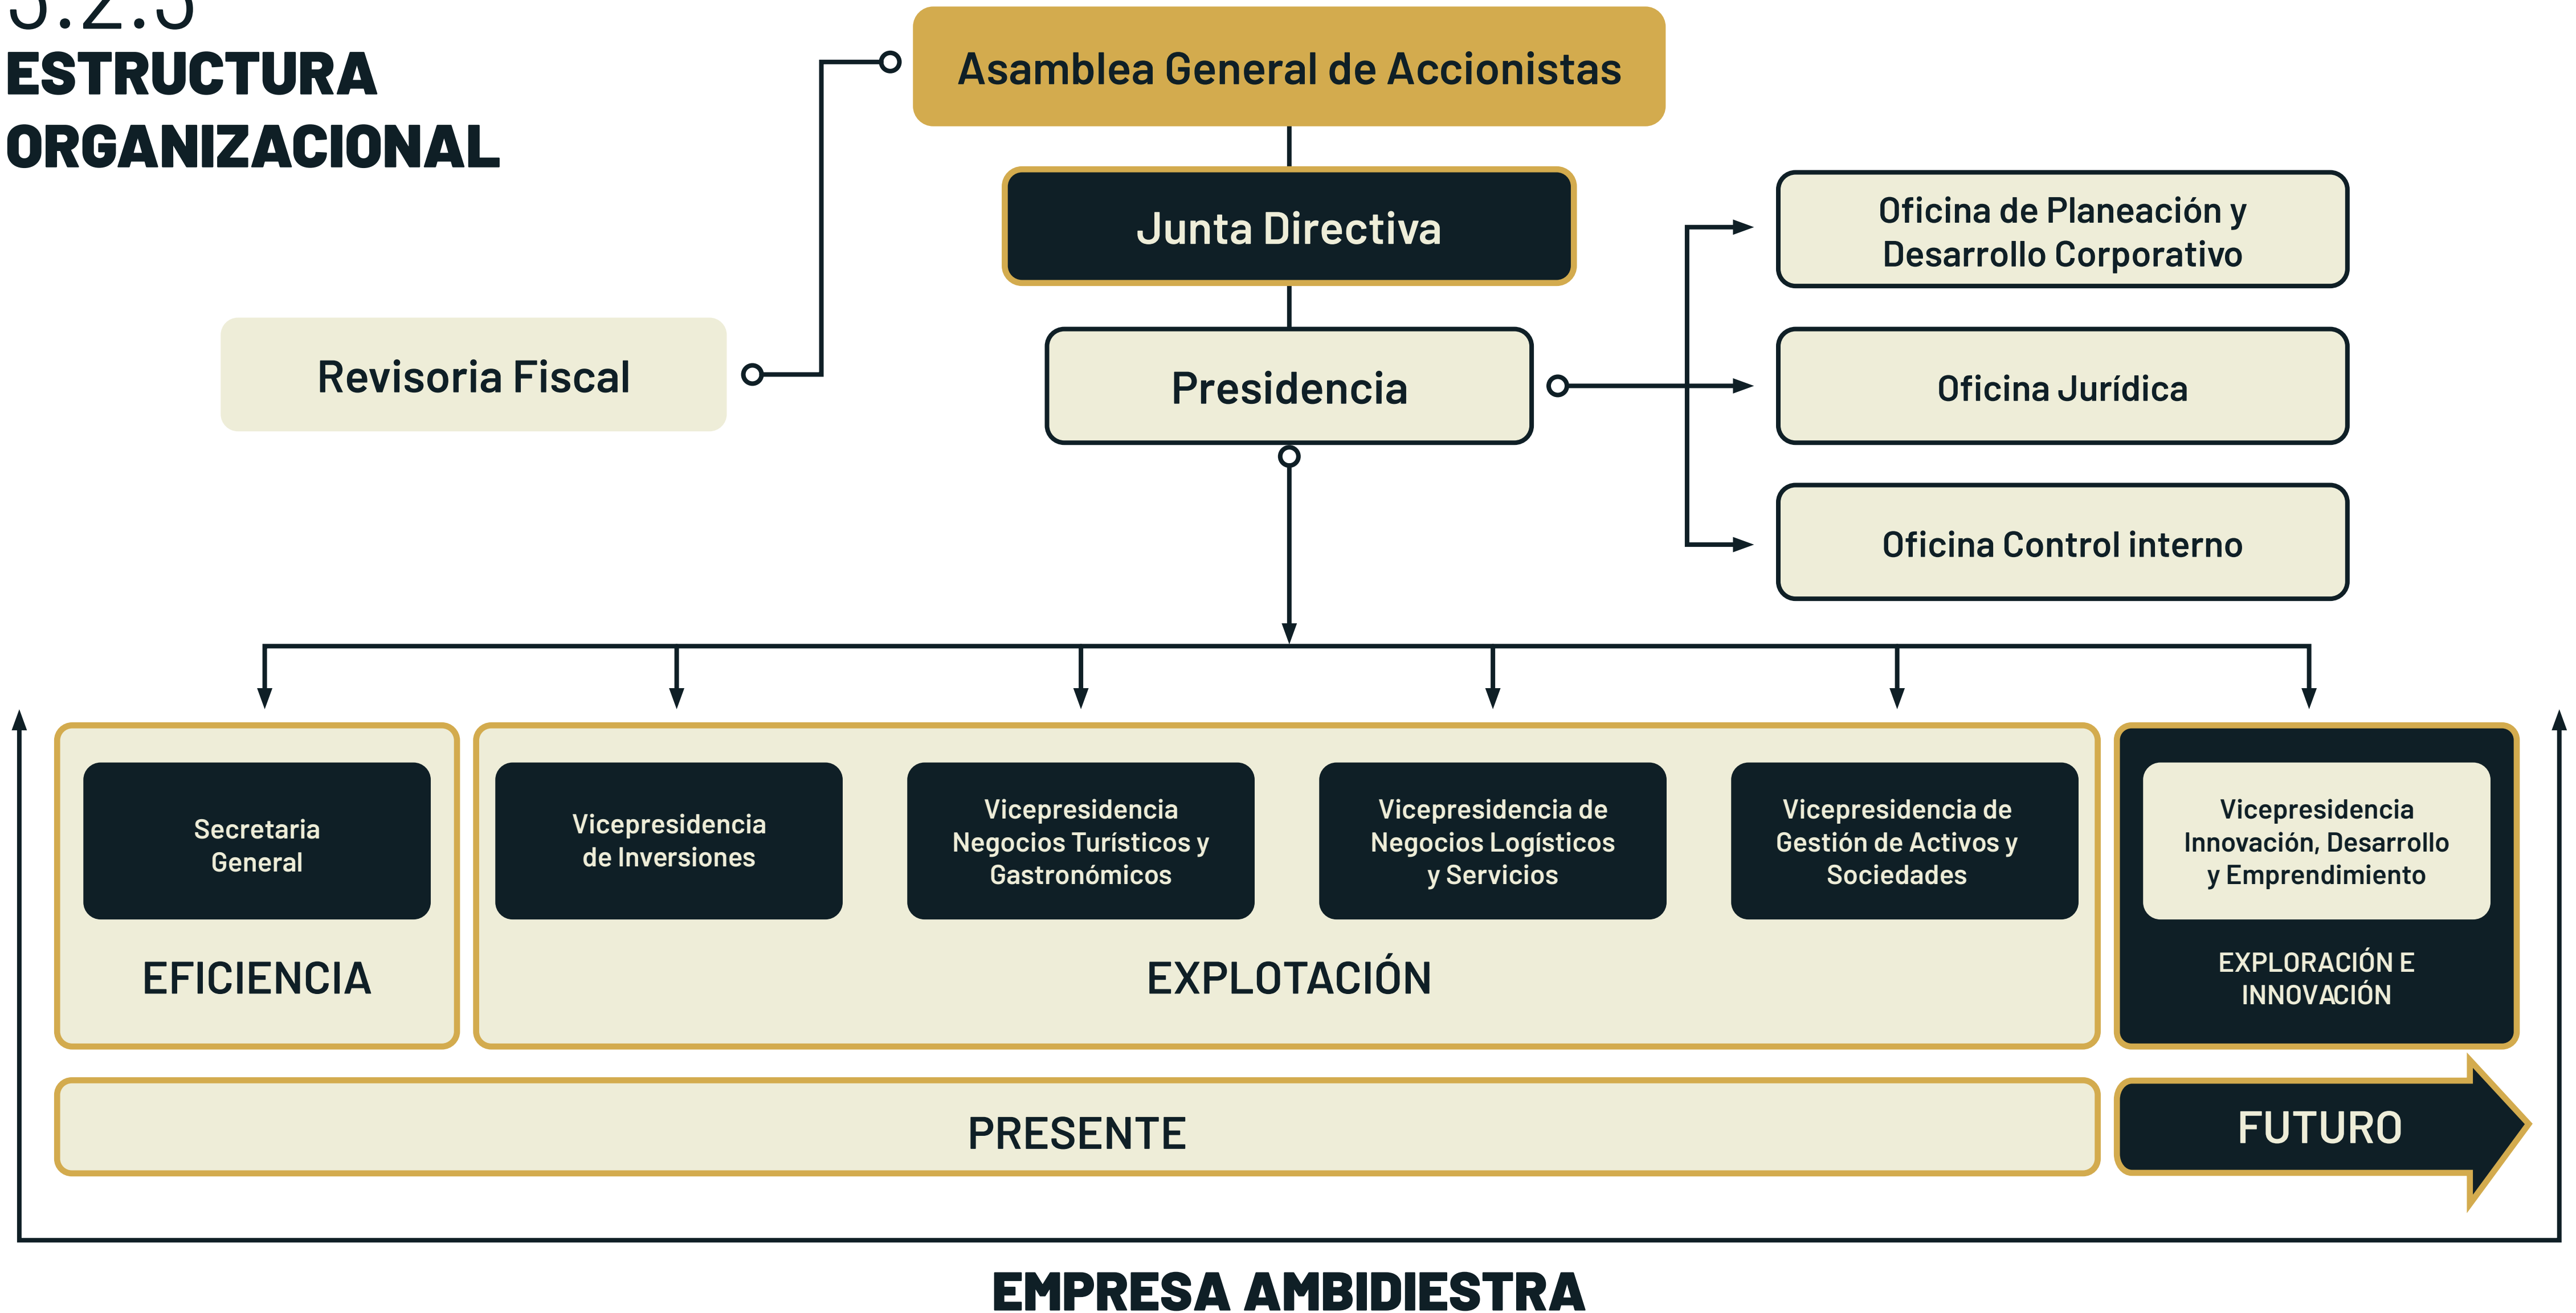 ESTRUCTURA
ORGANIZACIONAL
Asamblea General de Accionistas
Junta Directiva
Oficina de Planeación y
Desarrollo Corporativo
Revisoria Fiscal
Presidencia
Oficina Jurídica
Oficina Control interno
Secretaria
General
Vicepresidencia
de Inversiones
Vicepresidencia
Negocios Turísticos y
Gastronómicos
Vicepresidencia de
Negocios Logísticos
y Servicios
Vicepresidencia de
Gestión de Activos y
Sociedades
Vicepresidencia
Innovación, Desarrollo
y Emprendimiento
EFICIENCIA
EXPLOTACIÓN
EXPLORACIÓN E
INNOVACIÓN
PRESENTE
FUTURO
EMPRESA AMBIDIESTRA